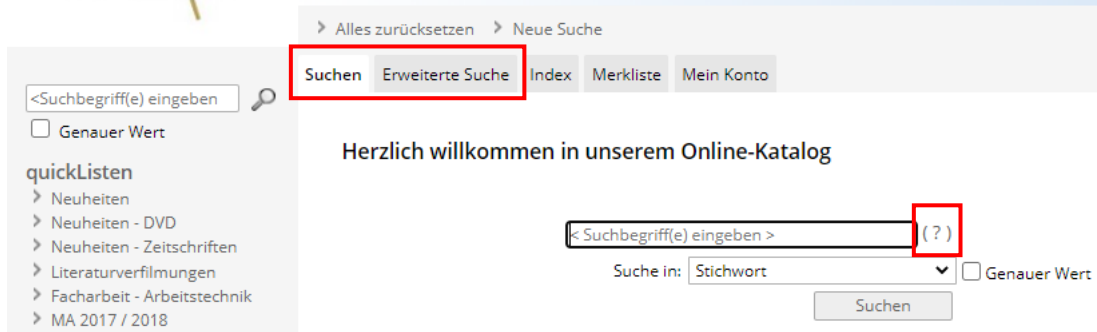 Alles zurücksetzen Neue Suche
Suchen Erweiterte Suche Index Merkliste Mein Konto
<Suchbegriff(e) eingeben
Genauer Wert
quickListen
Neuheiten
Neuheiten - DVD
Neuheiten - Zeitschriften
Literaturverfilmungen
Facharbeit - Arbeitstechnik
MA 2017 / 2018
Herzlich willkommen in unserem Online-Katalog
< Suchbegriff(e) eingeben > ( ? )
Suche in: Stichwort Genauer Wert
Suchen